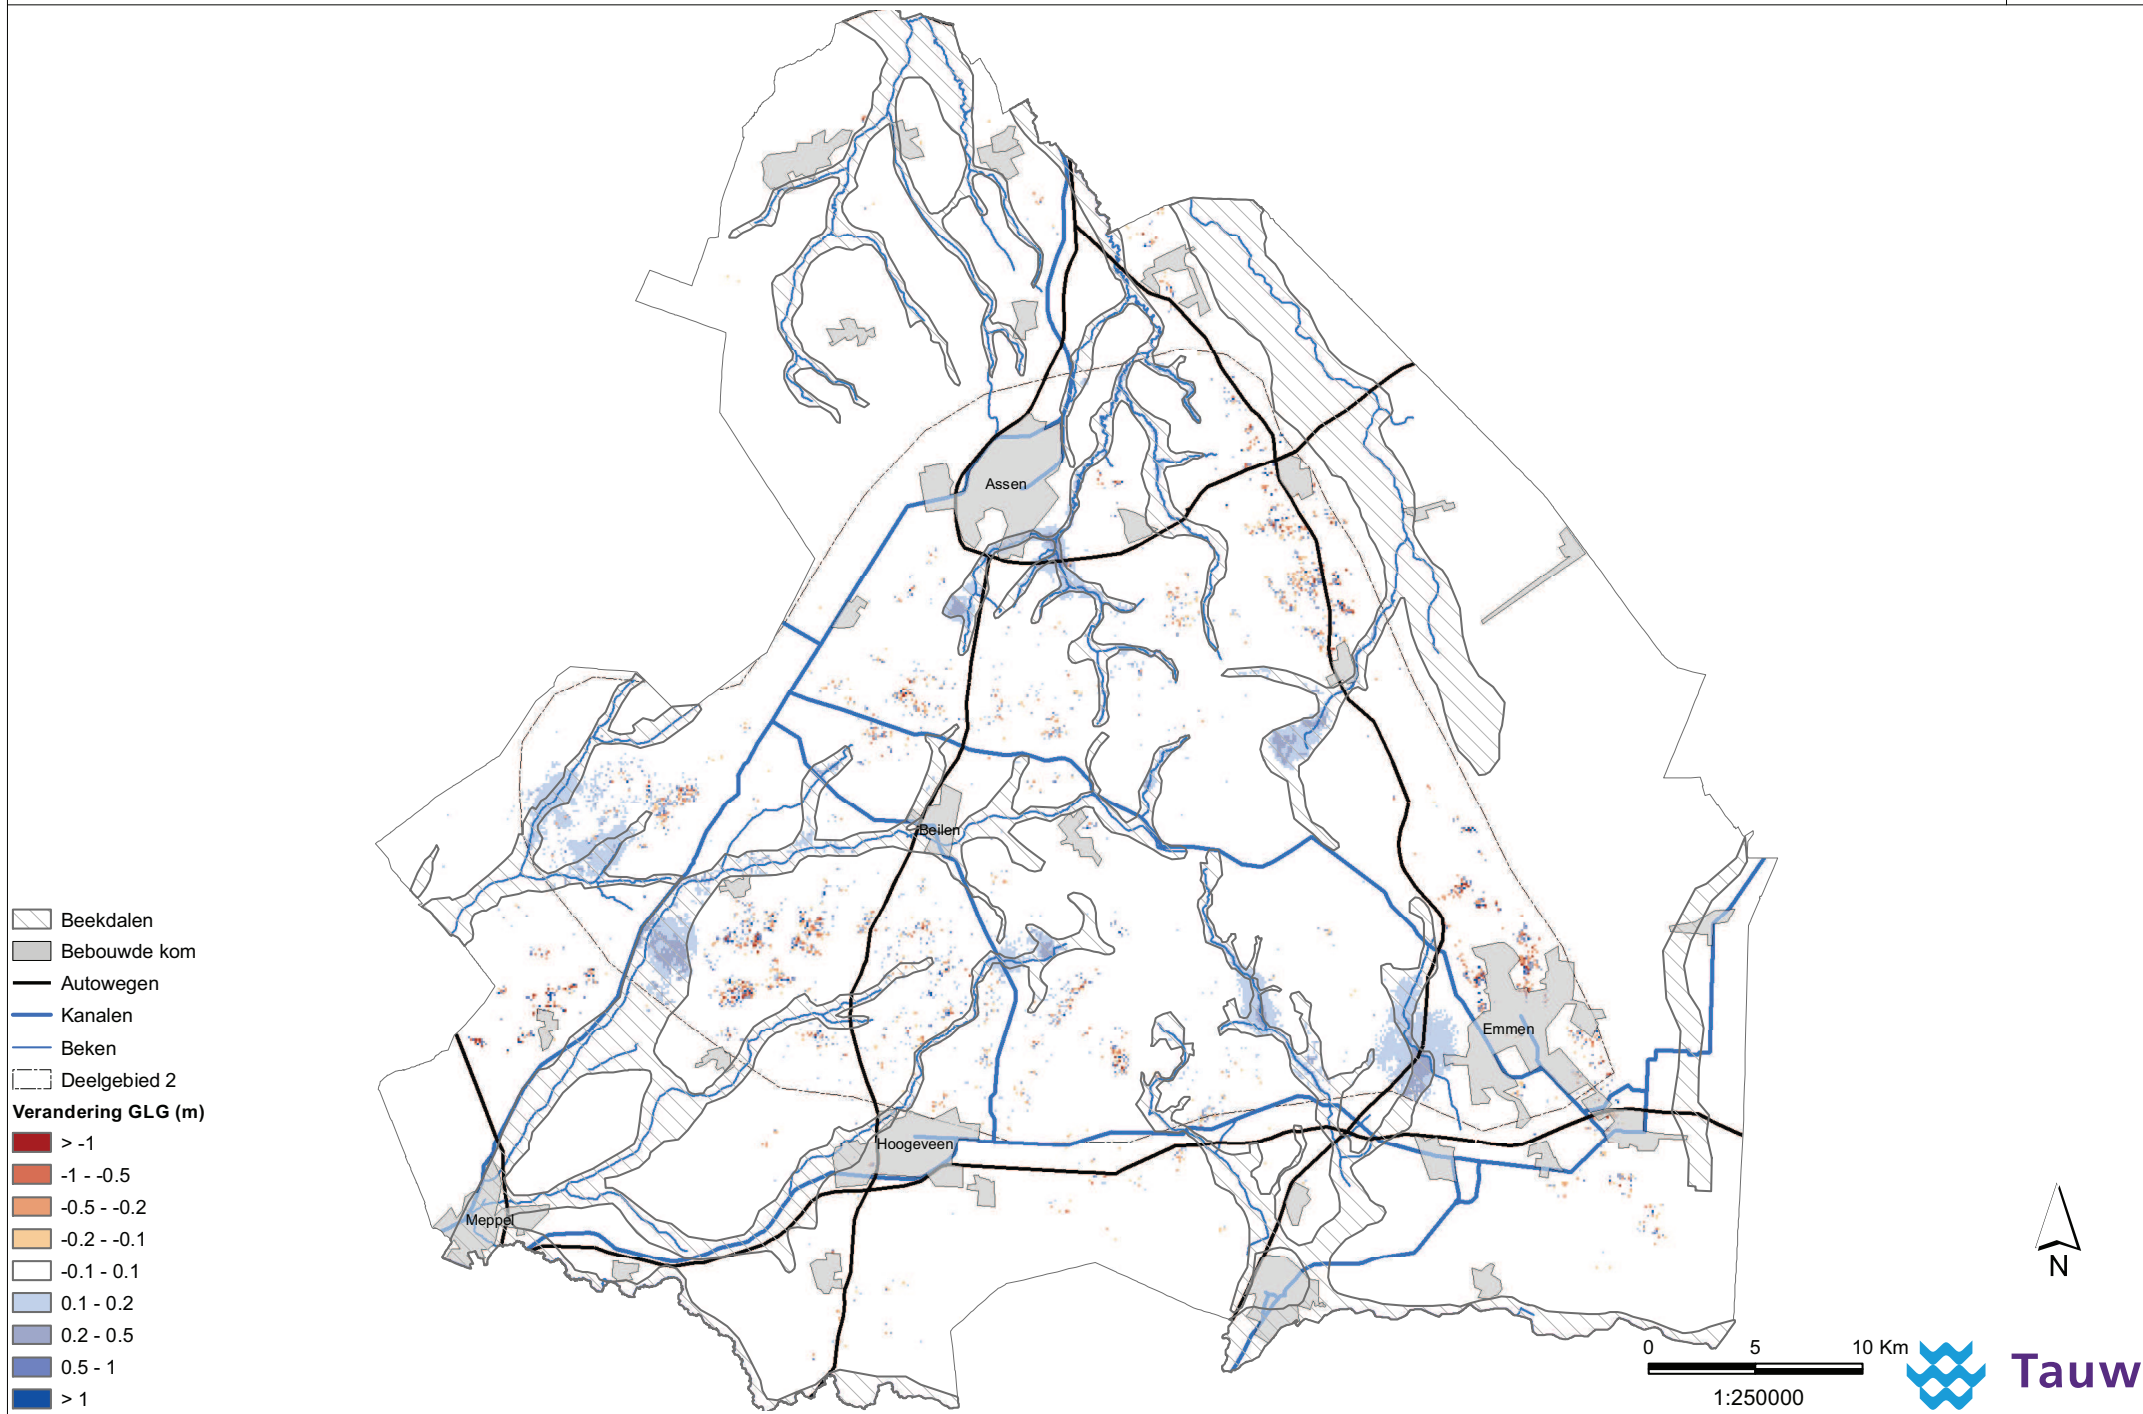 Assen
Beilen
Emmen
Hoogeveen
Meppel
Beekdalen
Bebouwde kom
Autowegen
Kanalen
Beken
Deelgebied 2
Verandering GLG (m)
> -1
-1 - -0.5
-0.5 - -0.2
-0.2 - -0.1
-0.1 - 0.1
0.1 - 0.2
0.2 - 0.5
0.5 - 1
> 1
N
0 5 10 Km
1:250000
Tauw